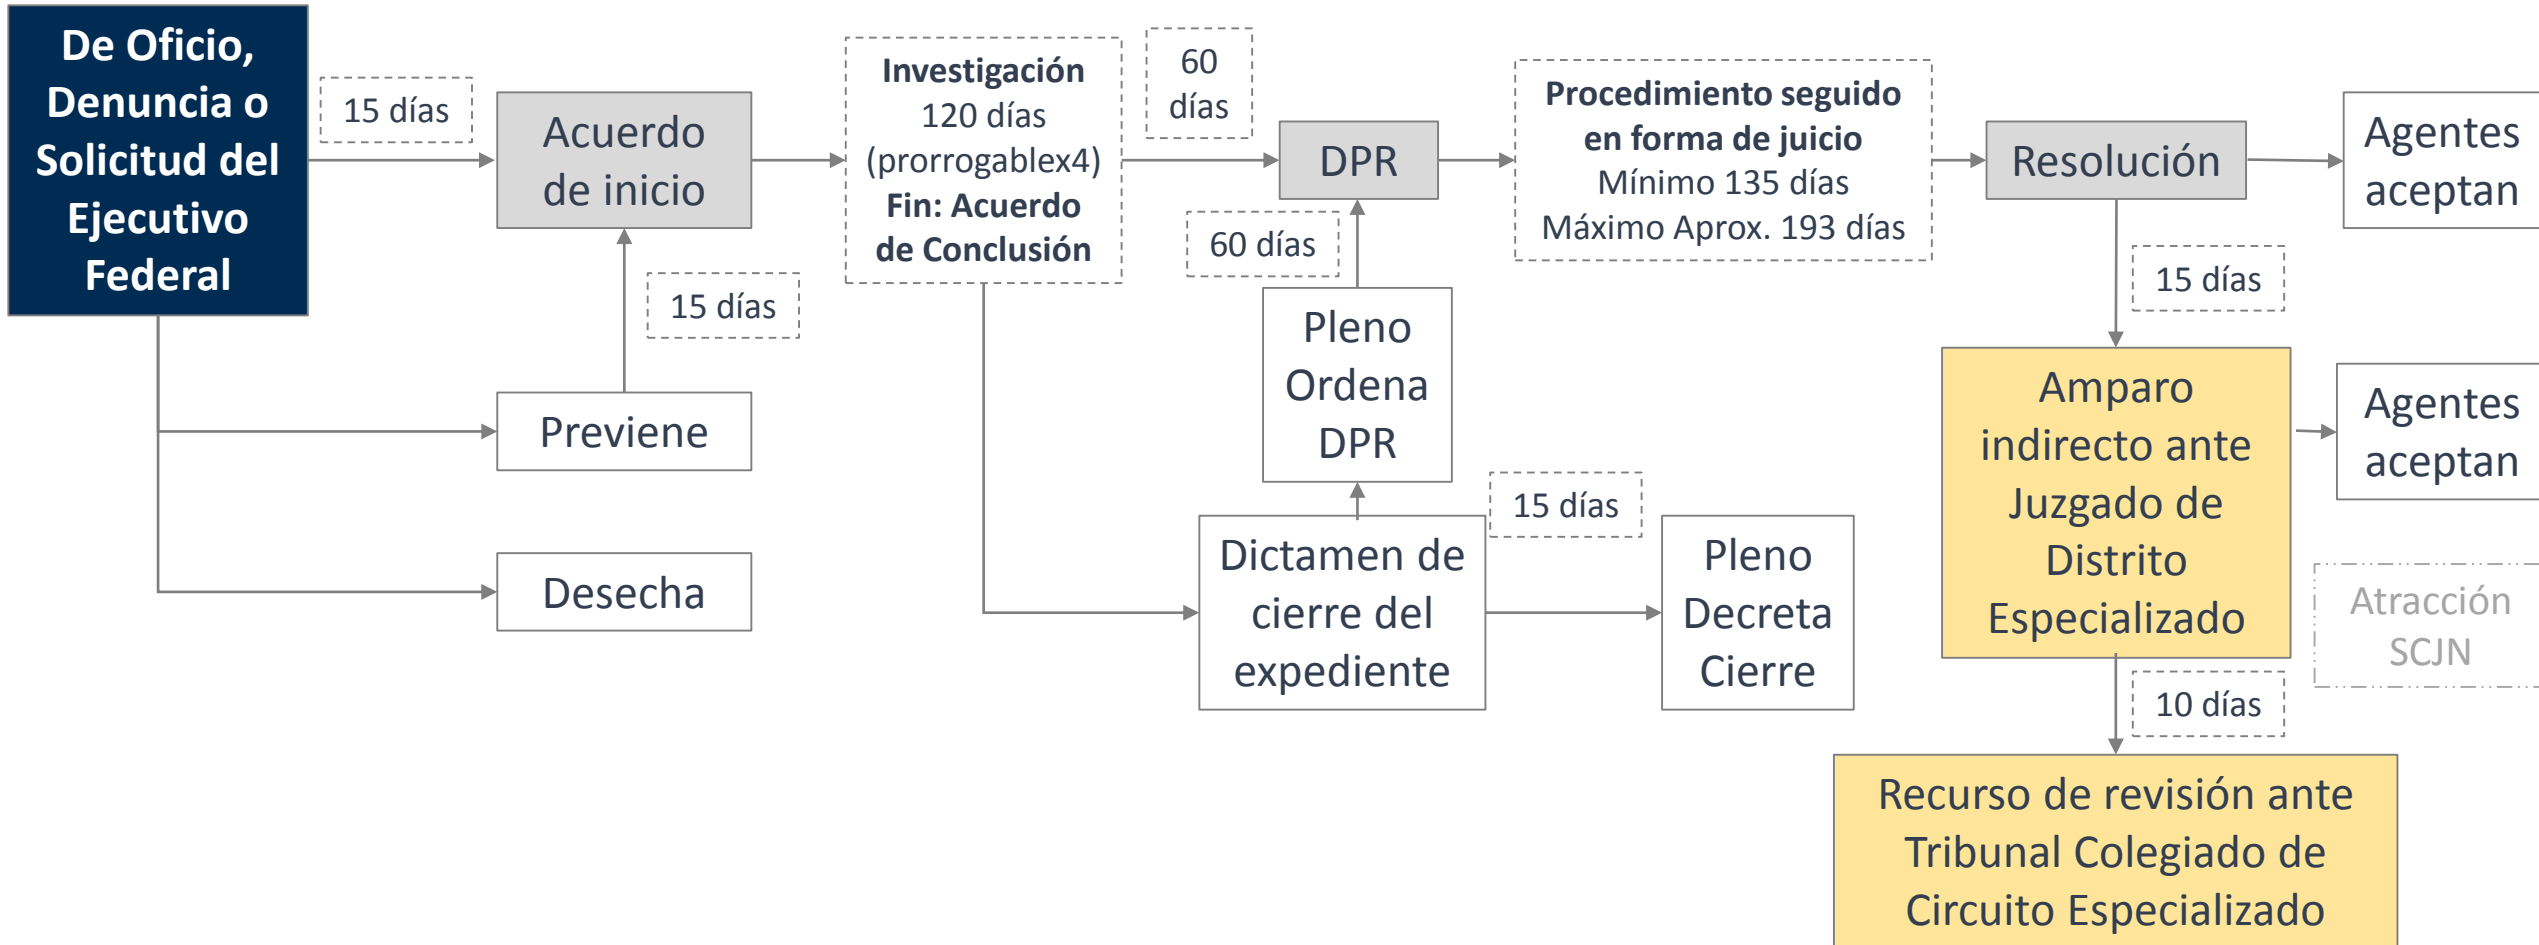 De Oficio,
Denuncia o
Solicitud del
Ejecutivo
Federal
15 días
Acuerdo
de inicio
15 días
Previene
Desecha
Investigación
120 días
(prorrogablex4)
Fin: Acuerdo
de Conclusión
60
días
DPR
60 días
Pleno
Ordena
DPR
Dictamen de
cierre del
expediente
15 días
Pleno
Decreta
Cierre
Procedimiento seguido
en forma de juicio
Mínimo 135 días
Máximo Aprox. 193 días
Resolución
Agentes
aceptan
15 días
Amparo
indirecto ante
Juzgado de
Distrito
Especializado
Agentes
aceptan
Atracción
SCJN
10 días
Recurso de revisión ante
Tribunal Colegiado de
Circuito Especializado